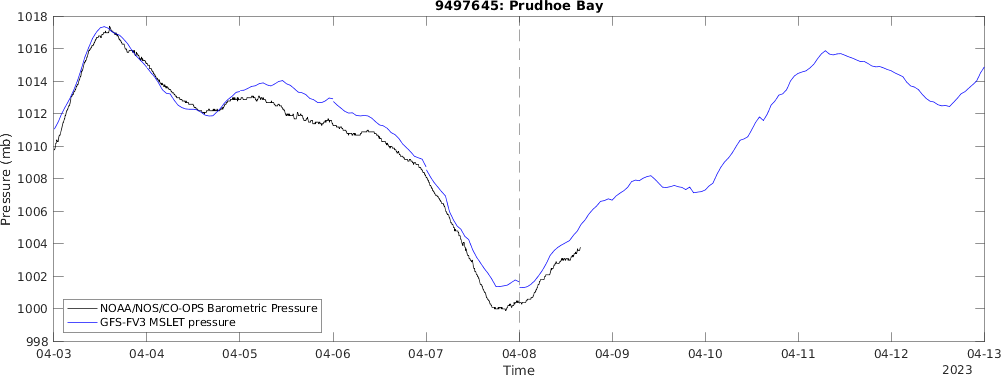 9497645: Prudhoe Bay
1018
1016
1014
1012
1010
1008
1006
1004
1002
1000
998
Pressure (mb)
NOAA/NOS/CO-OPS Barometric Pressure
GFS-FV3 MSLET pressure
04-03 04-04 04-05 04-06 04-07 04-08 04-09 04-10 04-11 04-12 04-13
Time
2023